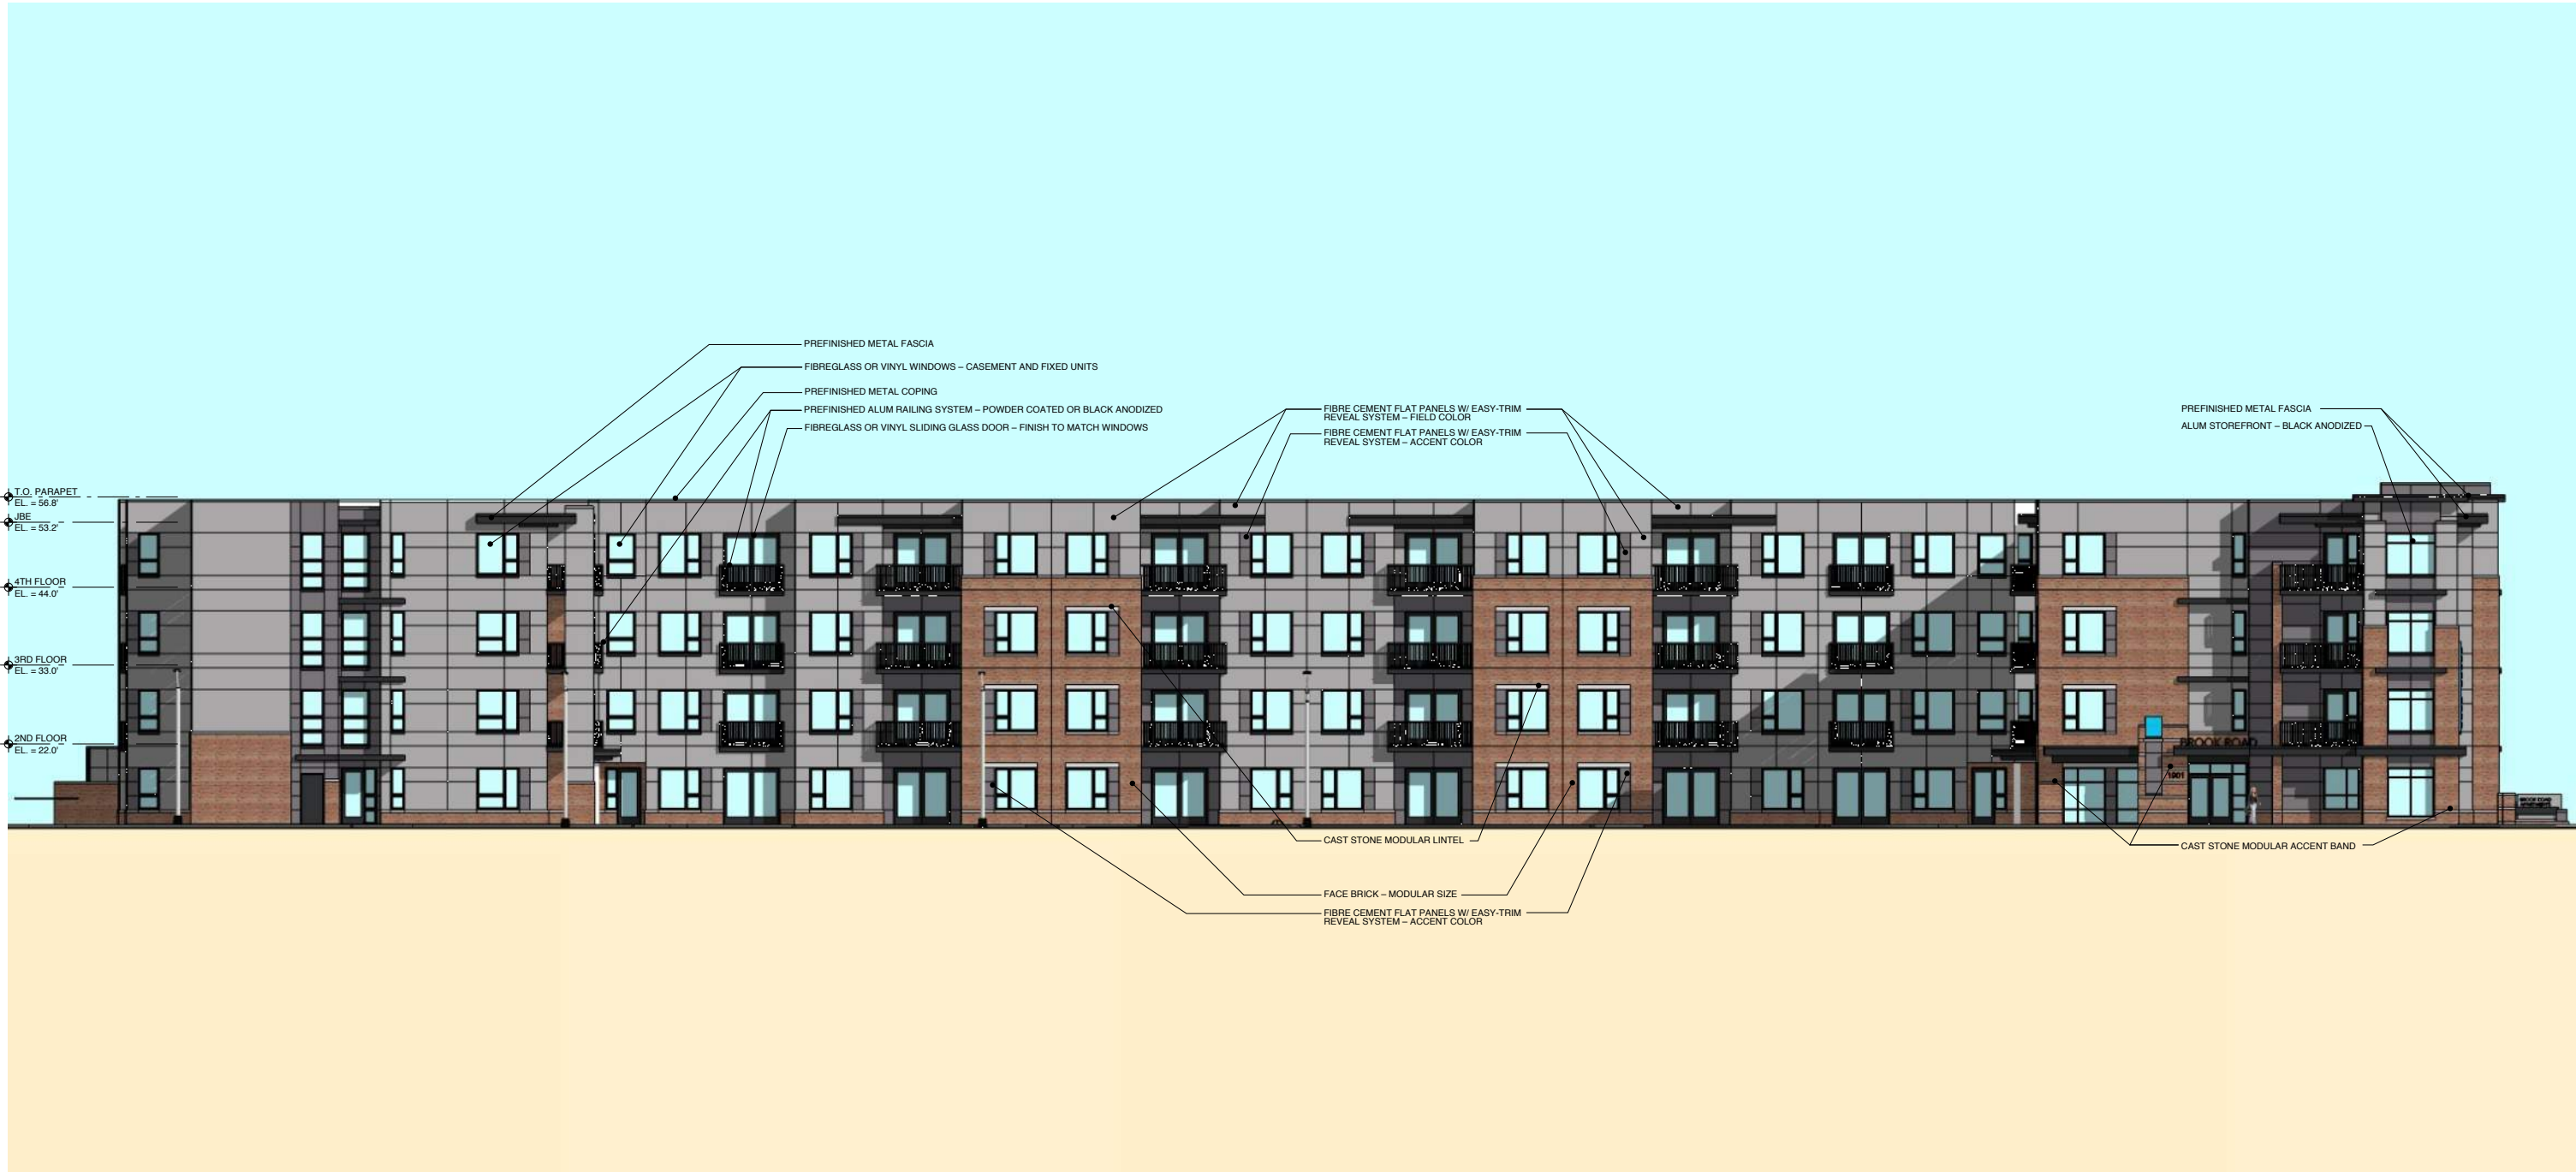 PREFINISHED METAL FASCIA
FIBREGLASS OR VINYL WINDOWS – CASEMENT AND FIXED UNITS
PREFINISHED METAL COPING
PREFINISHED ALUM RAILING SYSTEM – POWDER COATED OR BLACK ANODIZED
FIBREGLASS OR VINYL SLIDING GLASS DOOR – FINISH TO MATCH WINDOWS
FIBRE CEMENT FLAT PANELS W/ EASY-TRIM
REVEAL SYSTEM – FIELD COLOR
FIBRE CEMENT FLAT PANELS W/ EASY-TRIM
REVEAL SYSTEM – ACCENT COLOR
PREFINISHED METAL FASCIA
ALUM STOREFRONT – BLACK ANODIZED
T.O. PARAPET
EL. = 56.8'
JBE
EL. = 53.2'
4TH FLOOR
EL. = 44.0'
3RD FLOOR
EL. = 33.0'
2ND FLOOR
EL. = 22.0'
BROOK ROAD
1901
BROOK ROAD
APARTMENTS
CAST STONE MODULAR LINTEL
CAST STONE MODULAR ACCENT BAND
FACE BRICK – MODULAR SIZE
FIBRE CEMENT FLAT PANELS W/ EASY-TRIM
REVEAL SYSTEM – ACCENT COLOR